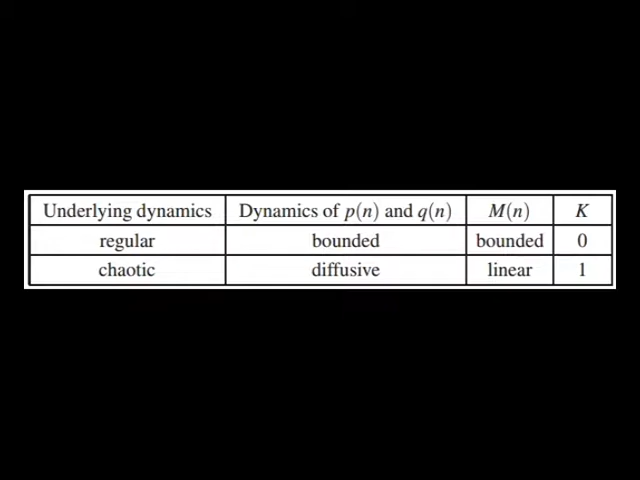 Underlying dynamics Dynamics of p(n) and q(n) M(n) K
regular bounded bounded 0
chaotic diffusive linear 1